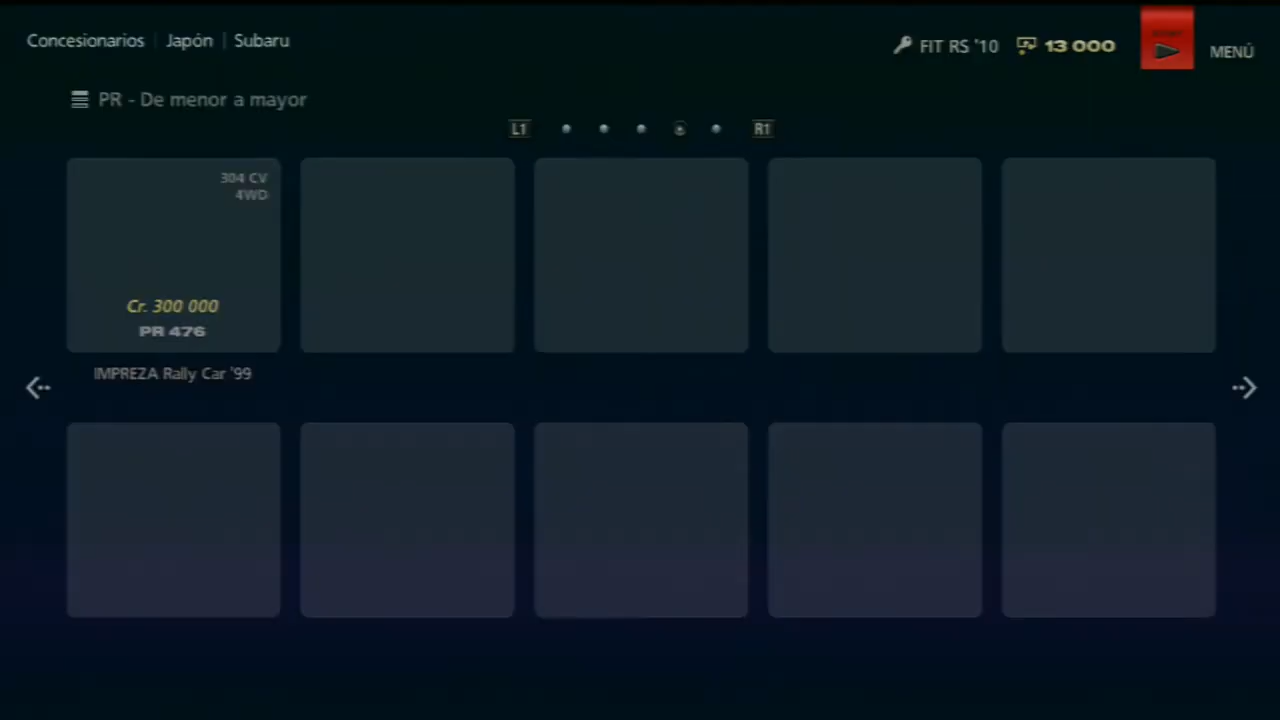 Concesionarios | Japón | Subaru
FIT RS '10
13 000
MENÚ
PR - De menor a mayor
L1
R1
304 CV
4WD
Cr. 300 000
PR 476
IMPREZA Rally Car '99